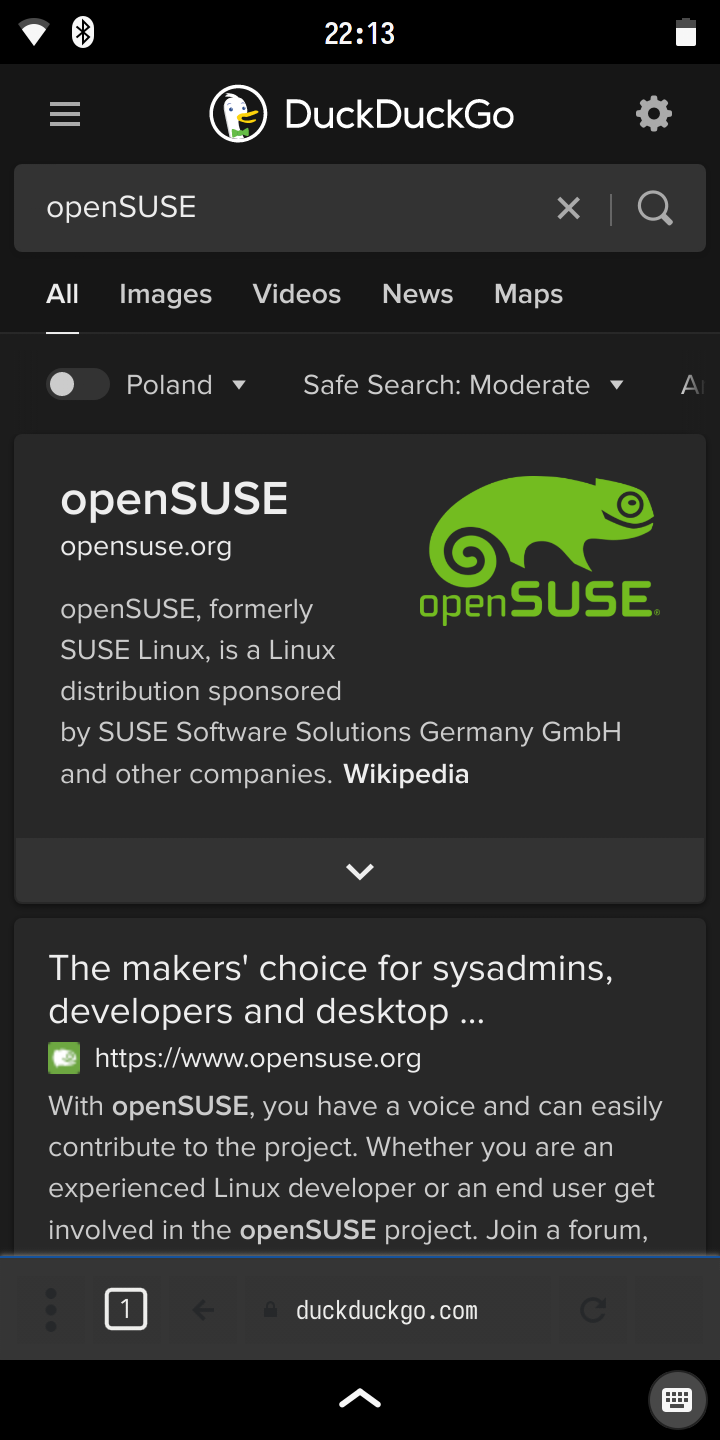 22:13
DuckDuckGo
openSUSE
All Images Videos News Maps
Poland Safe Search: Moderate
openSUSE
opensuse.org
openSUSE®
openSUSE, formerly
SUSE Linux, is a Linux
distribution sponsored
by SUSE Software Solutions Germany GmbH
and other companies. Wikipedia
The makers' choice for sysadmins,
developers and desktop ...
https://www.opensuse.org
With openSUSE, you have a voice and can easily
contribute to the project. Whether you are an
experienced Linux developer or an end user get
involved in the openSUSE project. Join a forum,
1 duckduckgo.com